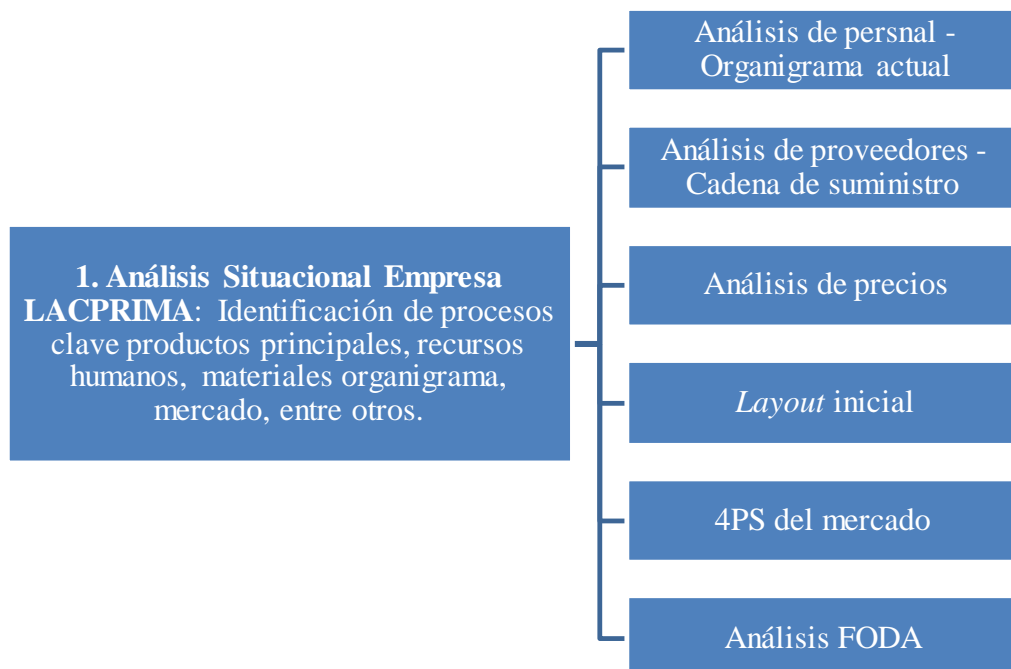 1. Análisis Situacional Empresa
LACPRIMA: Identificación de procesos
clave productos principales, recursos
humanos, materiales organigrama,
mercado, entre otros.
Análisis de persnal -
Organigrama actual
Análisis de proveedores -
Cadena de suministro
Análisis de precios
Layout inicial
4PS del mercado
Análisis FODA